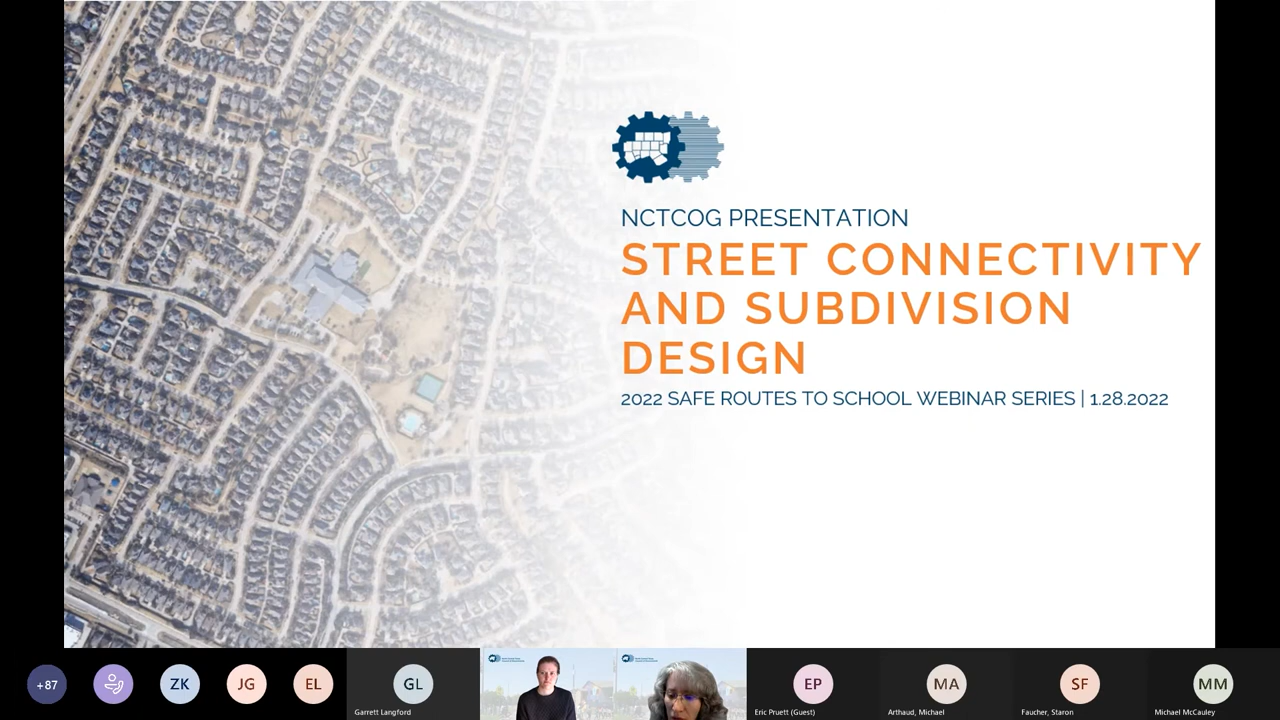 NCTCOG PRESENTATION
STREET CONNECTIVITY
AND SUBDIVISION
DESIGN
2022 SAFE ROUTES TO SCHOOL WEBINAR SERIES | 1.28.2022
+87
ZK
JG
EL
GL
Garrett Langford
EP
Eric Pruett (Guest)
MA
Arthaud, Michael
SF
Faucher, Staron
MM
Michael McCauley